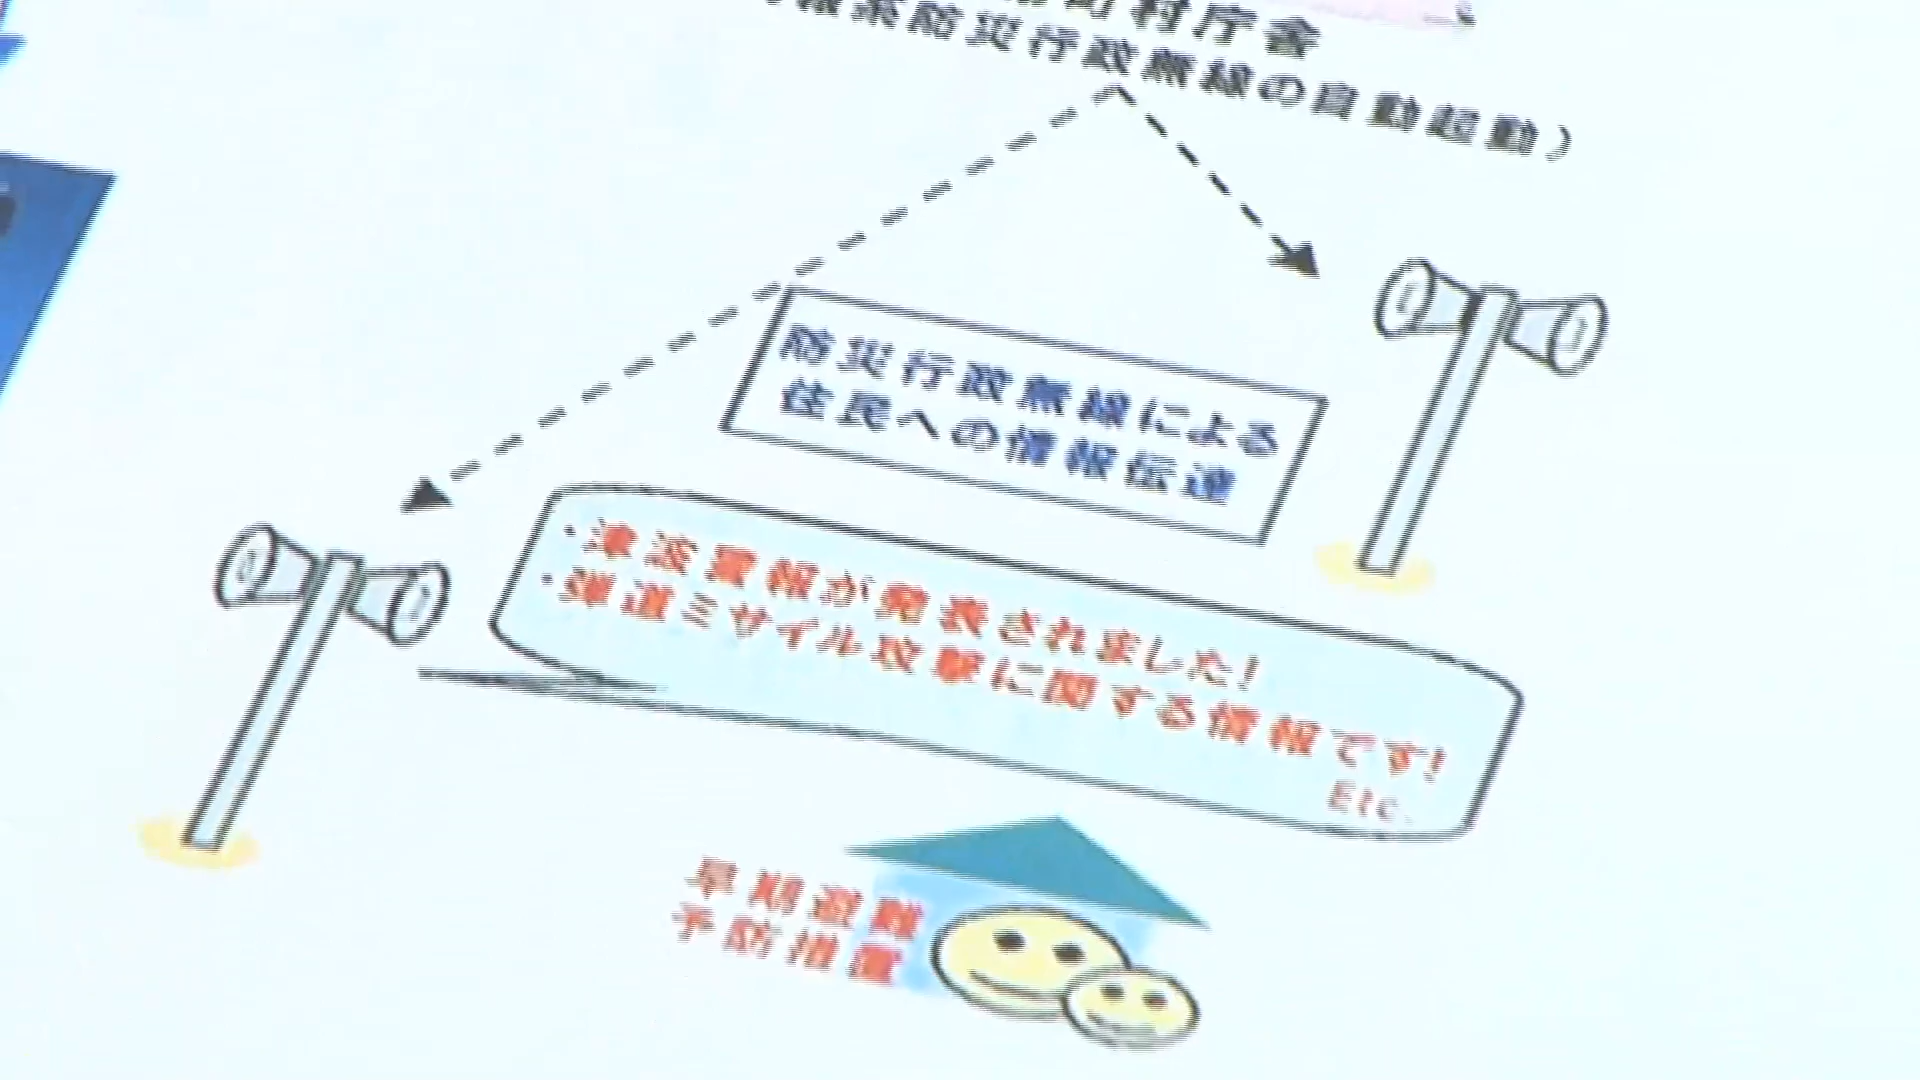 村庁舎
報系防災行政無線の自動起動）
防災行政無線による
住民への情報伝達
・津波警報が発表されました！
・弾道ミサイル攻撃に関する情報です！
Etc.
早期避難
予防措置